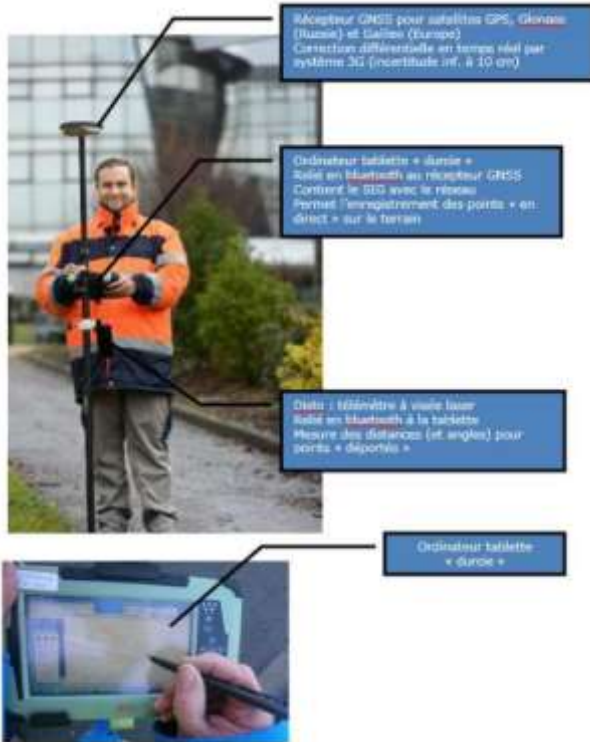 Récepteur GNSS pour satellites GPS, Glonass
(Russie) et Galileo (Europe)
Correction différentielle en temps réel par
système 3G (incertitude inf. à 10 cm)
Ordinateur tablette « durcie »
Relié en bluetooth au récepteur GNSS
Contient le SIG avec le réseau
Permet l'enregistrement des points « en
direct » sur le terrain
Disto : télémètre à visée laser
Relié en bluetooth à la tablette
Mesure des distances (et angles) pour
points « déportés »
Ordinateur tablette
« durcie »